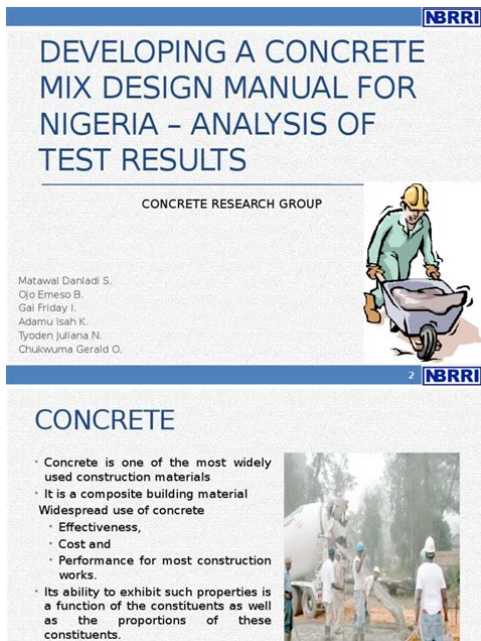 NBRRI
DEVELOPING A CONCRETE
MIX DESIGN MANUAL FOR
NIGERIA – ANALYSIS OF
TEST RESULTS
CONCRETE RESEARCH GROUP
Matawal Danladi S.
Ojo Emeso B.
Gai Friday I.
Adamu Isah K.
Tyoden Juliana N.
Chukwuma Gerald O.
2 NBRRI
CONCRETE
• Concrete is one of the most widely
used construction materials
• It is a composite building material
Widespread use of concrete
• Effectiveness,
• Cost and
• Performance for most construction
works.
• Its ability to exhibit such properties is
a function of the constituents as well
as the proportions of these
constituents.